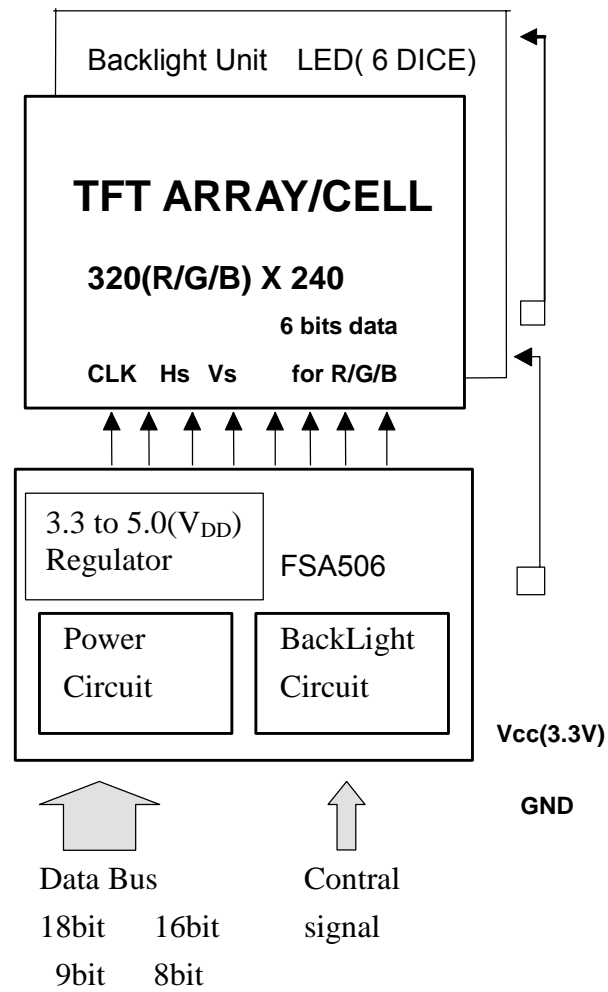 Backlight Unit LED( 6 DICE)
TFT ARRAY/CELL
320(R/G/B) X 240
6 bits data
CLK Hs Vs for R/G/B
3.3 to 5.0(VDD)
Regulator
FSA506
Power
Circuit
BackLight
Circuit
Vcc(3.3V)
GND
Data Bus
18bit 16bit
9bit 8bit
Contral
signal